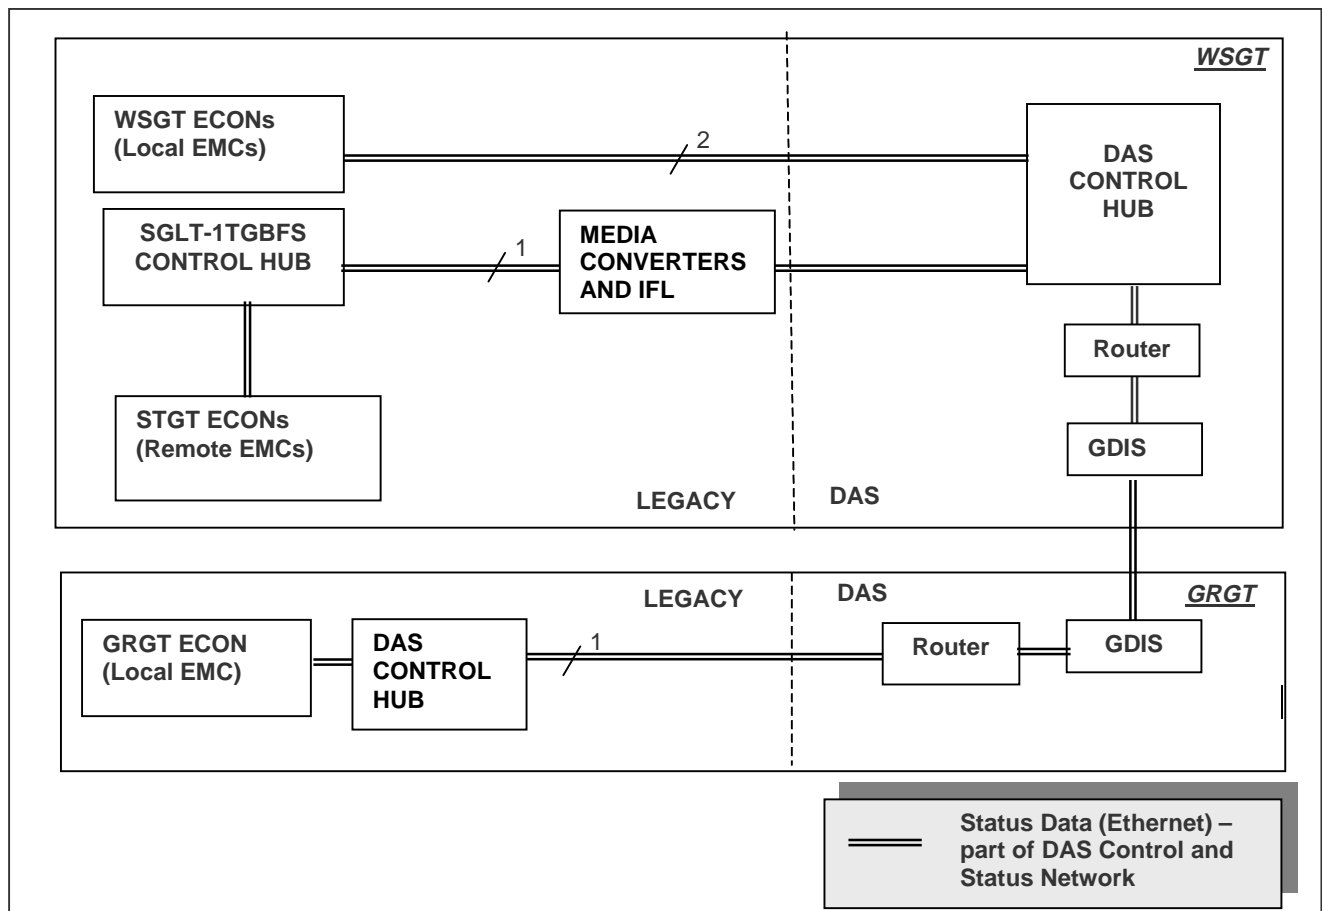 WSGT
WSGT ECONs
(Local EMCs)
2
DAS
CONTROL
HUB
SGLT-1TGBFS
CONTROL HUB
1
MEDIA
CONVERTERS
AND IFL
Router
STGT ECONs
(Remote EMCs)
GDIS
LEGACY
DAS
LEGACY
DAS
GRGT
GRGT ECON
(Local EMC)
DAS
CONTROL
HUB
1
Router
GDIS
Status Data (Ethernet) –
part of DAS Control and
Status Network